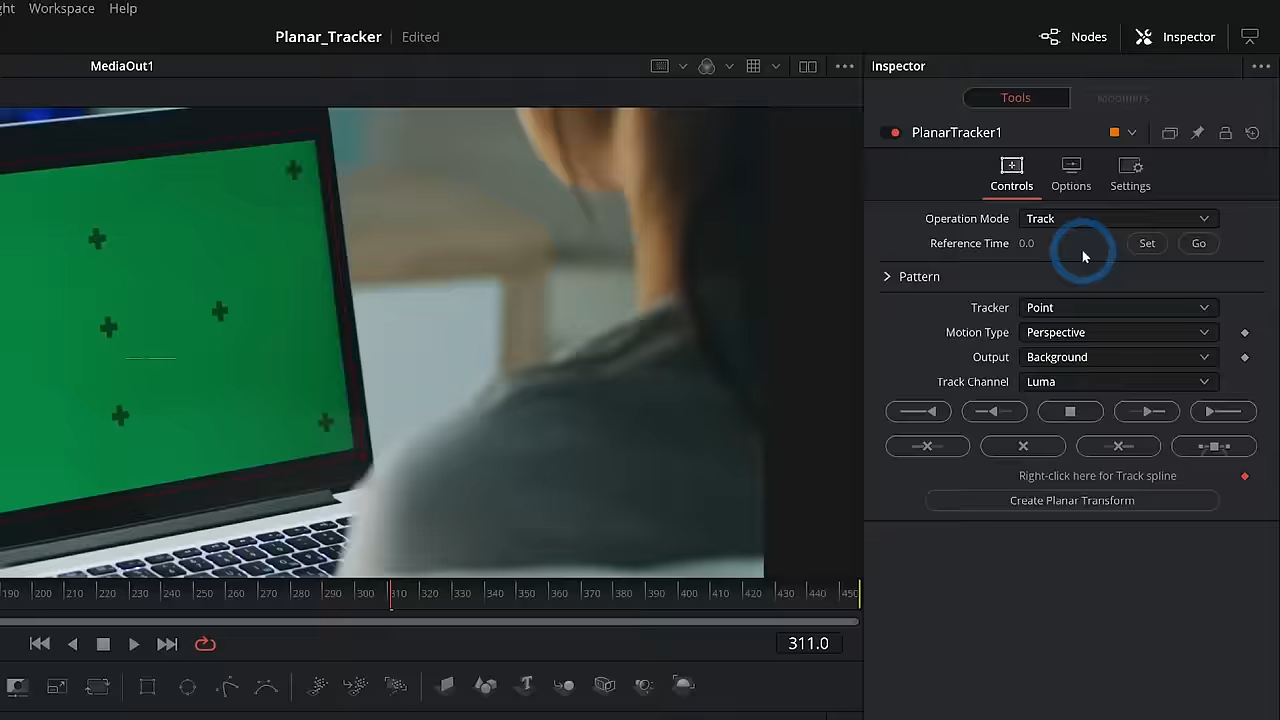 ght Workspace Help
Planar_Tracker Edited
Nodes Inspector
MediaOut1
Inspector
Tools Modifiers
PlanarTracker1
Controls Options Settings
Operation Mode Track
Reference Time 0.0 Set Go
Pattern
Tracker Point
Motion Type Perspective
Output Background
Track Channel Luma
Right-click here for Track spline
Create Planar Transform
190 200 210 220 230 240 250 260 270 280 290 300 310 320 330 340 350 360 370 380 390 400 410 420 430 440 450
311.0